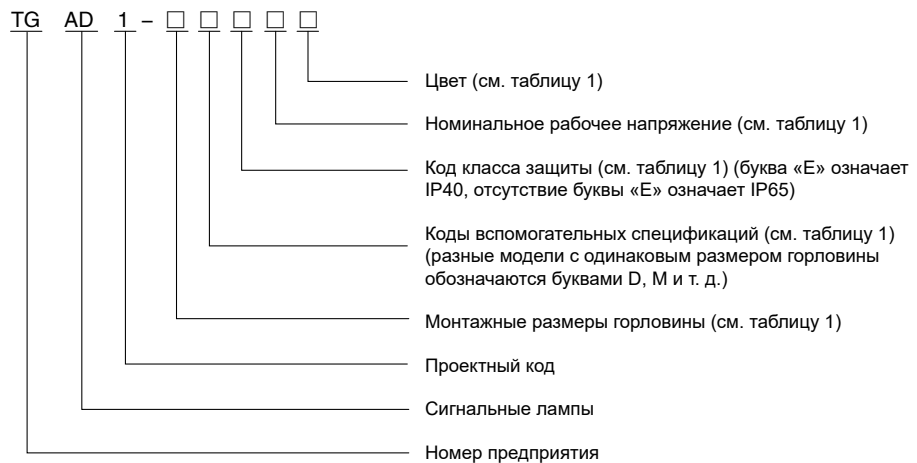 TG AD 1 – □ □ □ □ □
Цвет (см. таблицу 1)
Номинальное рабочее напряжение (см. таблицу 1)
Код класса защиты (см. таблицу 1) (буква «Е» означает
IP40, отсутствие буквы «Е» означает IP65)
Коды вспомогательных спецификаций (см. таблицу 1)
(разные модели с одинаковым размером горловины
обозначаются буквами D, M и т. д.)
Монтажные размеры горловины (см. таблицу 1)
Проектный код
Сигнальные лампы
Номер предприятия